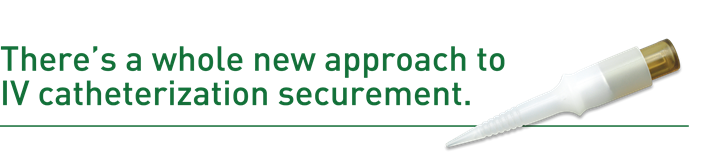 There’s a whole new approach to
IV catheterization securement.